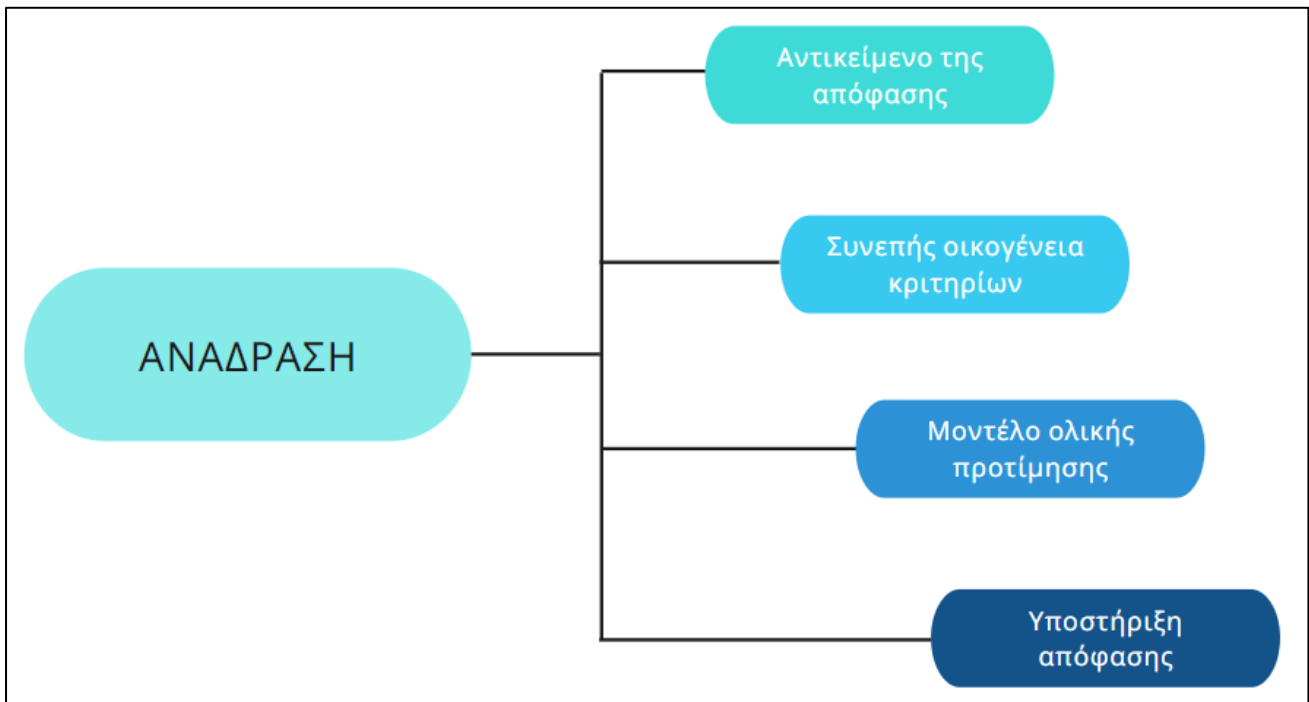 Αντικείμενο της
απόφασης
Συνεπής οικογένεια
κριτηρίων
ΑΝΑΔΡΑΣΗ
Μοντέλο ολικής
προτίμησης
Υποστήριξη
απόφασης